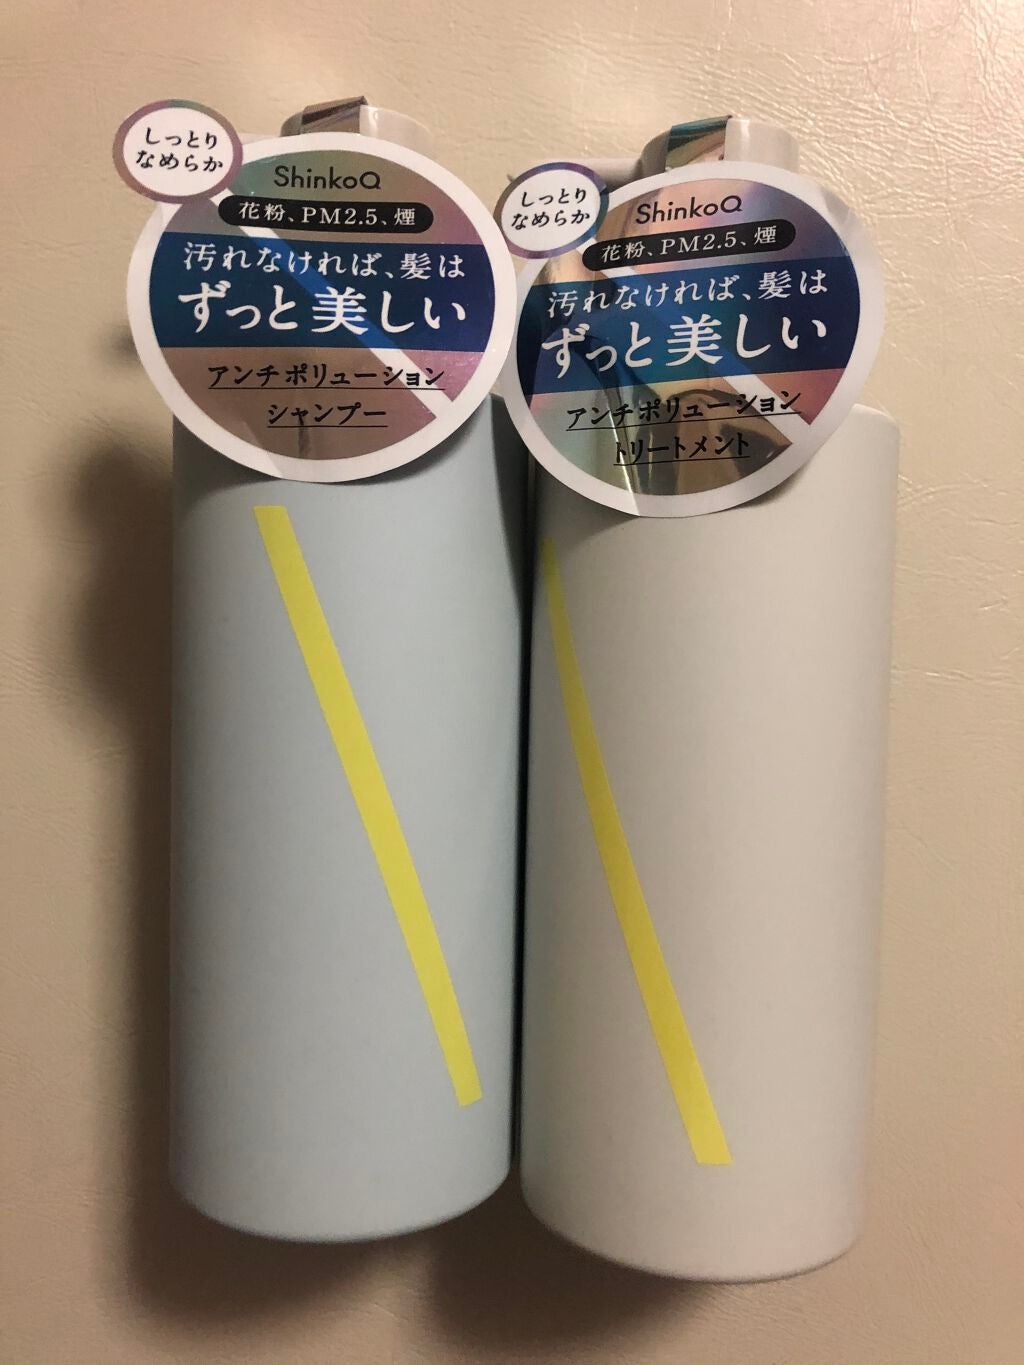 しっとり
なめらか
ShinkoQ
花粉、PM2.5、煙
汚れなければ、髪は
ずっと美しい
アンチポリューション
シャンプー
しっとり
なめらか
ShinkoQ
花粉、PM2.5、煙
汚れなければ、髪は
ずっと美しい
アンチポリューション
トリートメント